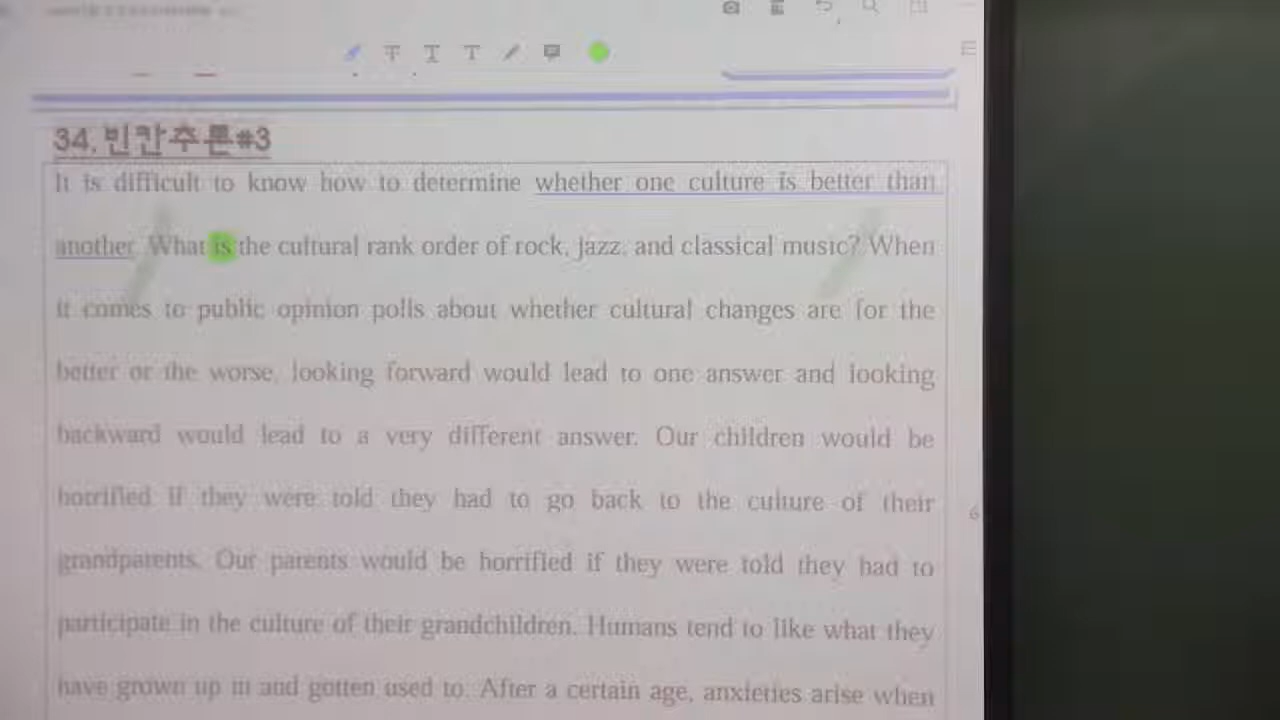 34. 빈칸추론#3
It is difficult to know how to determine whether one culture is better than
another. What is the cultural rank order of rock, jazz, and classical music? When
it comes to public opinion polls about whether cultural changes are for the
better or the worse, looking forward would lead to one answer and looking
backward would lead to a very different answer. Our children would be
horrified if they were told they had to go back to the culture of their
grandparents. Our parents would be horrified if they were told they had to
participate in the culture of their grandchildren. Humans tend to like what they
have grown up in and gotten used to. After a certain age, anxieties arise when